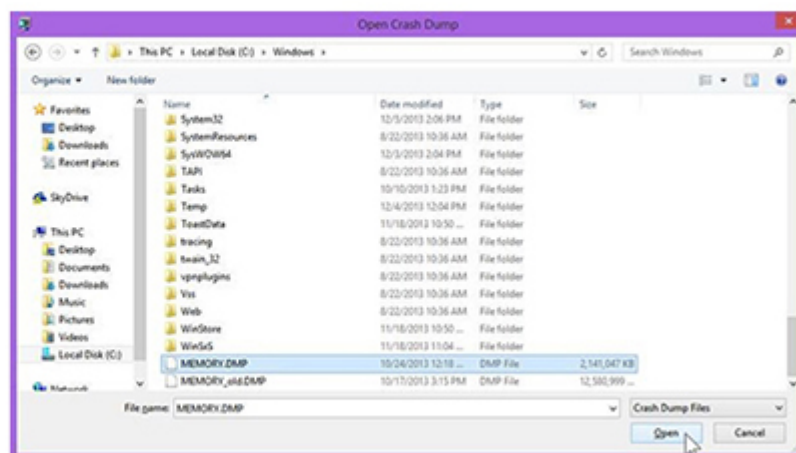 Open Crash Dump
This PC › Local Disk (C:) › Windows ›
Search Windows
Organize
New folder
Name Date modified Type Size
Favorites
Desktop
Downloads
Recent places
SkyDrive
This PC
Desktop
Documents
Downloads
Music
Pictures
Videos
Local Disk (C:)
Network
System32 12/5/2013 2:06 PM File folder
SystemResources 8/22/2013 10:36 AM File folder
SysWOW64 12/3/2013 2:04 PM File folder
TAPI 8/22/2013 10:36 AM File folder
Tasks 10/10/2013 1:23 PM File folder
Temp 12/4/2013 12:04 PM File folder
ToastData 11/18/2013 10:50 ... File folder
tracing 8/22/2013 10:36 AM File folder
twain_32 8/22/2013 10:36 AM File folder
vpnplugins 8/22/2013 10:36 AM File folder
Vss 8/22/2013 10:36 AM File folder
Web 8/22/2013 10:36 AM File folder
WinStore 11/18/2013 10:50 ... File folder
WinSxS 11/18/2013 11:04 ... File folder
MEMORY.DMP 10/24/2013 12:18 ... DMP File 2,141,047 KB
MEMORY_old.DMP 10/17/2013 3:15 PM DMP File 12,580,999 ...
File name: MEMORY.DMP
Crash Dump Files
Open
Cancel